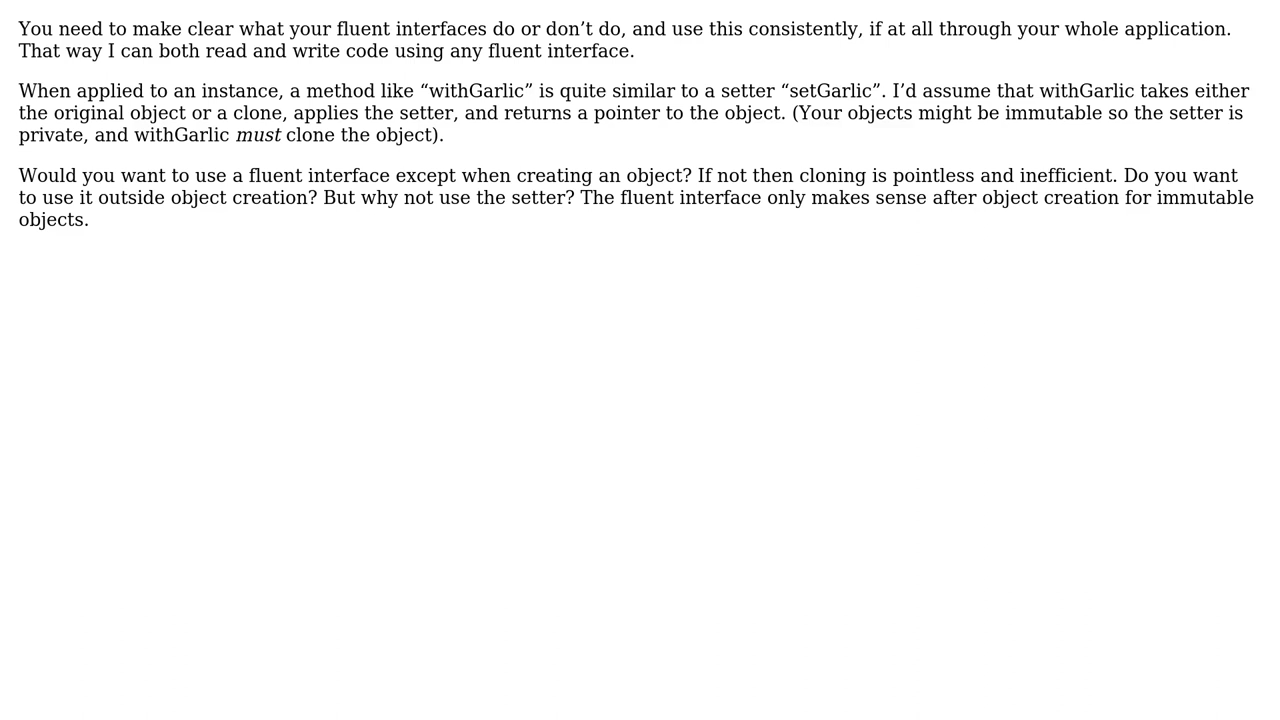 You need to make clear what your fluent interfaces do or don’t do, and use this consistently, if at all through your whole application.
That way I can both read and write code using any fluent interface.
When applied to an instance, a method like “withGarlic” is quite similar to a setter “setGarlic”. I’d assume that withGarlic takes either
the original object or a clone, applies the setter, and returns a pointer to the object. (Your objects might be immutable so the setter is
private, and withGarlic must clone the object).
Would you want to use a fluent interface except when creating an object? If not then cloning is pointless and inefficient. Do you want
to use it outside object creation? But why not use the setter? The fluent interface only makes sense after object creation for immutable
objects.